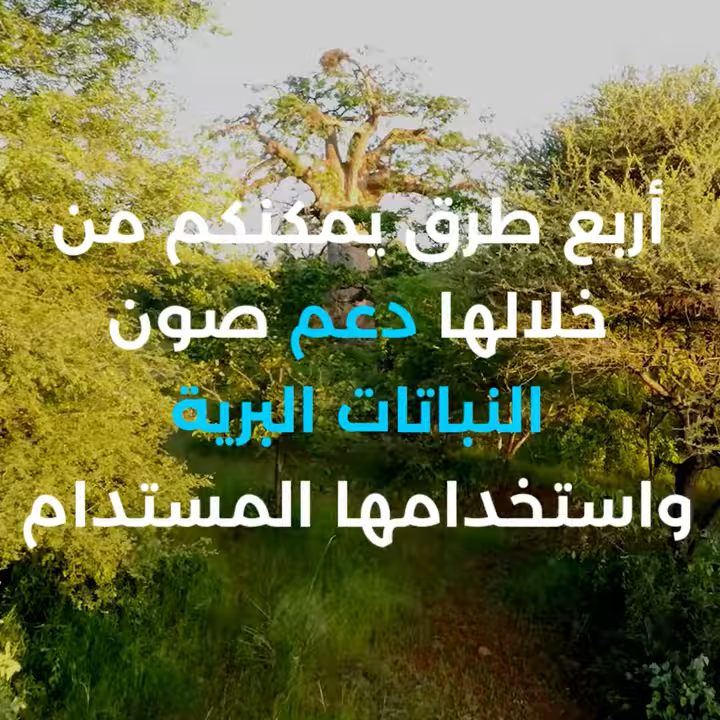 أربع طرق يمكنكم من
خلالها دعم صون
النباتات البرية
واستخدامها المستدام